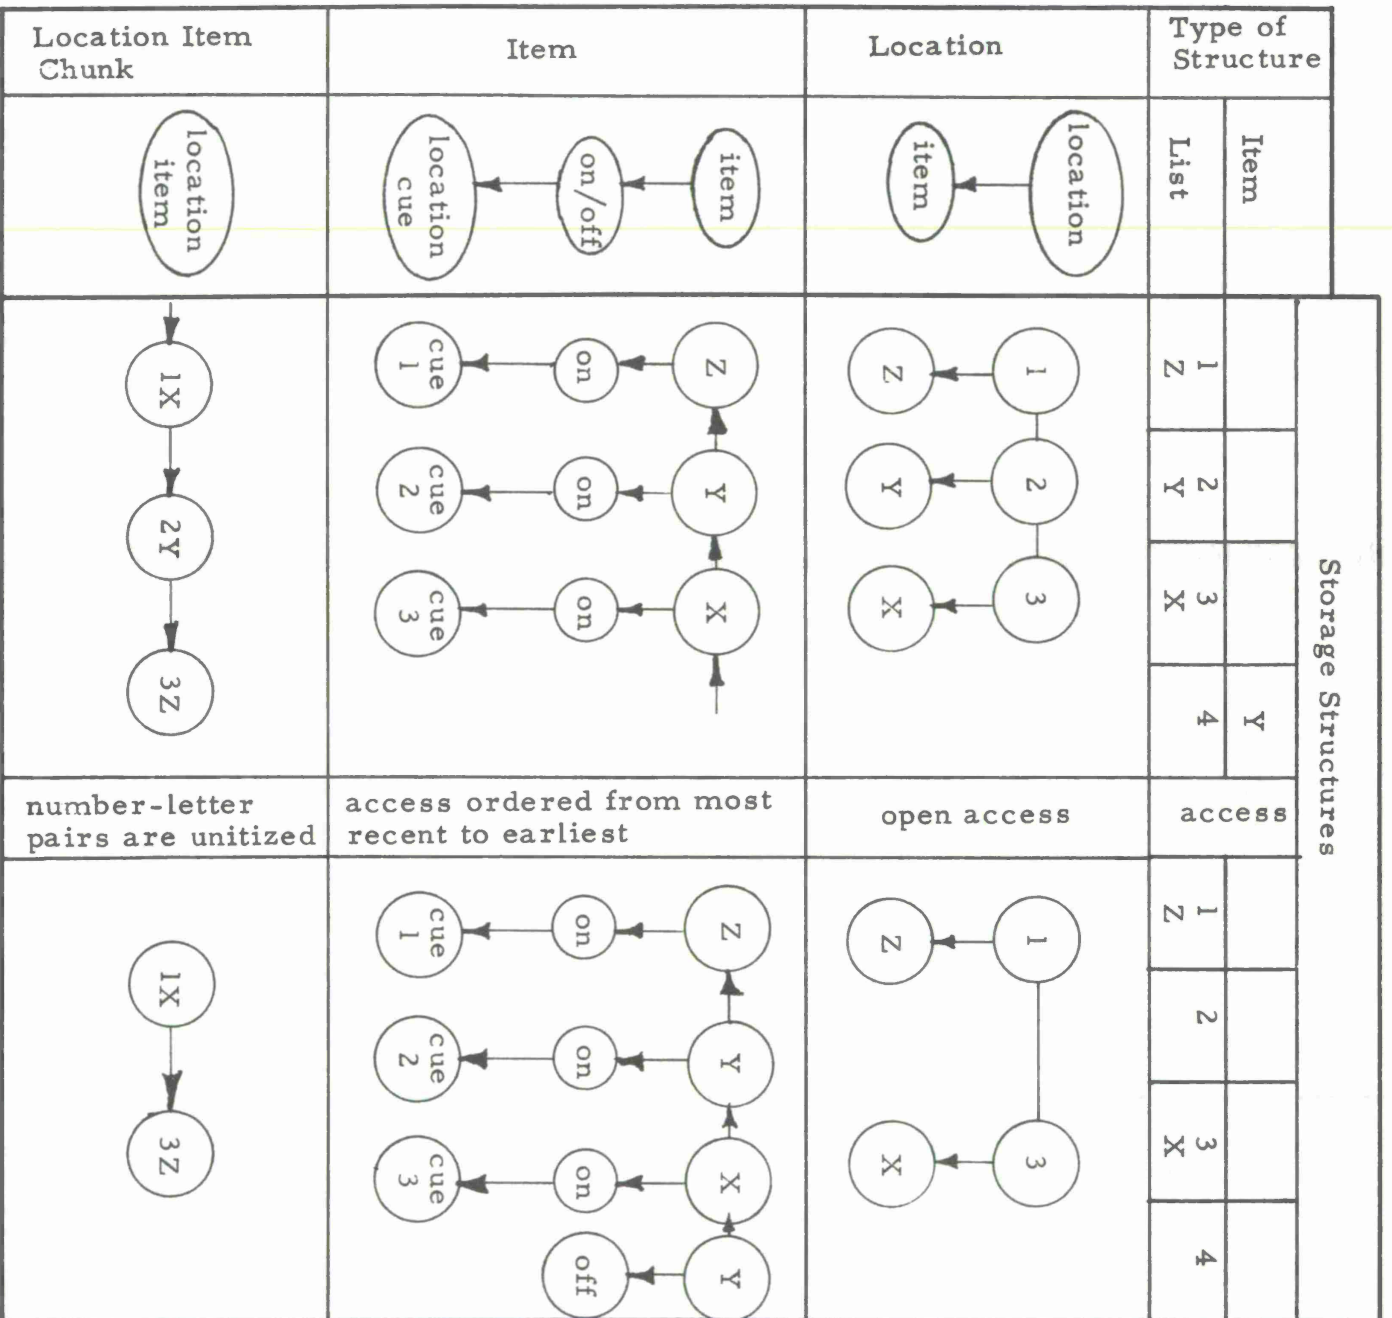 Location Item
Chunk
Item
Location
Type of
Structure
location
item
location
cue
on/off
item
item
location
List
Item
Storage Structures
1X
2Y
3Z
cue
1
on
Z
cue
2
on
Y
cue
3
on
X
Z
1
Y
2
X
3
1
Z
2
Y
3
X
4
Y
number-letter
pairs are unitized
access ordered from most
recent to earliest
open access
access
1X
3Z
cue
1
on
Z
cue
2
on
Y
cue
3
on
X
off
Y
Z
1
X
3
1
Z
2
3
X
4